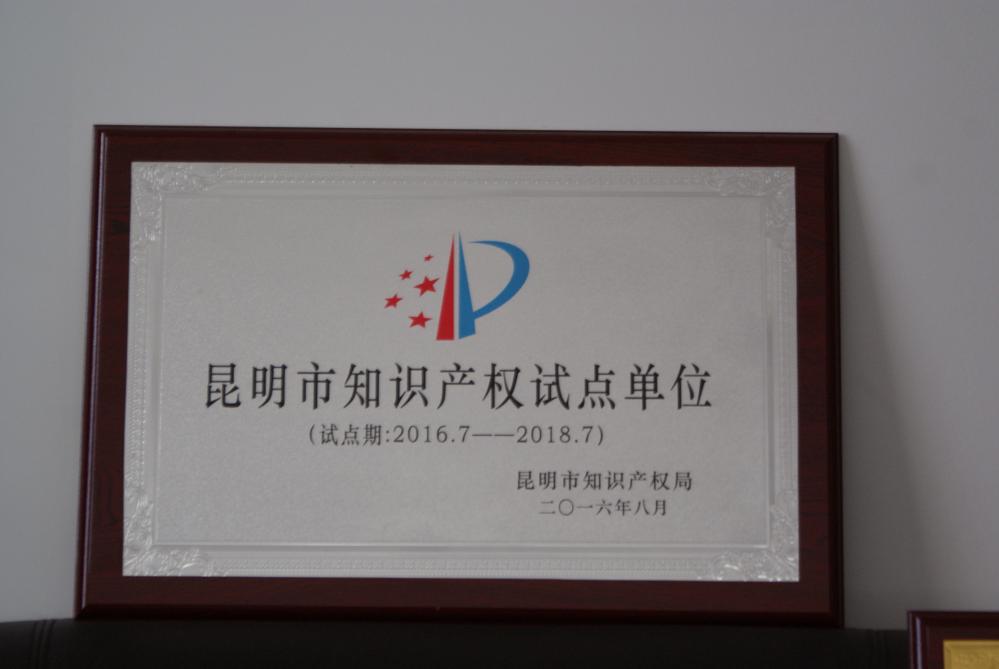 昆明市知识产权试点单位
(试点期:2016.7——2018.7)
昆明市知识产权局
二〇一六年八月